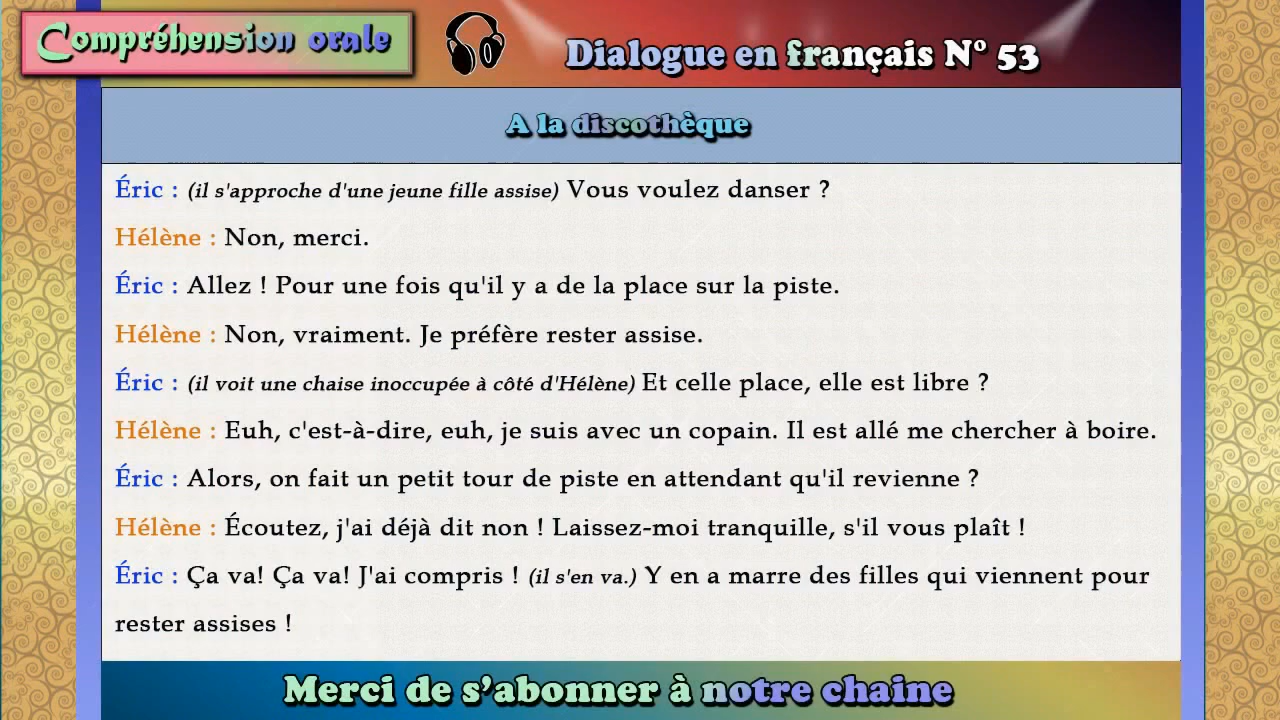 Compréhension orale
Dialogue en français N° 53
A la discothèque
Éric : (il s'approche d'une jeune fille assise) Vous voulez danser ?
Hélène : Non, merci.
Éric : Allez ! Pour une fois qu'il y a de la place sur la piste.
Hélène : Non, vraiment. Je préfère rester assise.
Éric : (il voit une chaise inoccupée à côté d'Hélène) Et celle place, elle est libre ?
Hélène : Euh, c'est-à-dire, euh, je suis avec un copain. Il est allé me chercher à boire.
Éric : Alors, on fait un petit tour de piste en attendant qu'il revienne ?
Hélène : Écoutez, j'ai déjà dit non ! Laissez-moi tranquille, s'il vous plaît !
Éric : Ça va! Ça va! J'ai compris ! (il s'en va.) Y en a marre des filles qui viennent pour
rester assises !
Merci de s’abonner à notre chaine